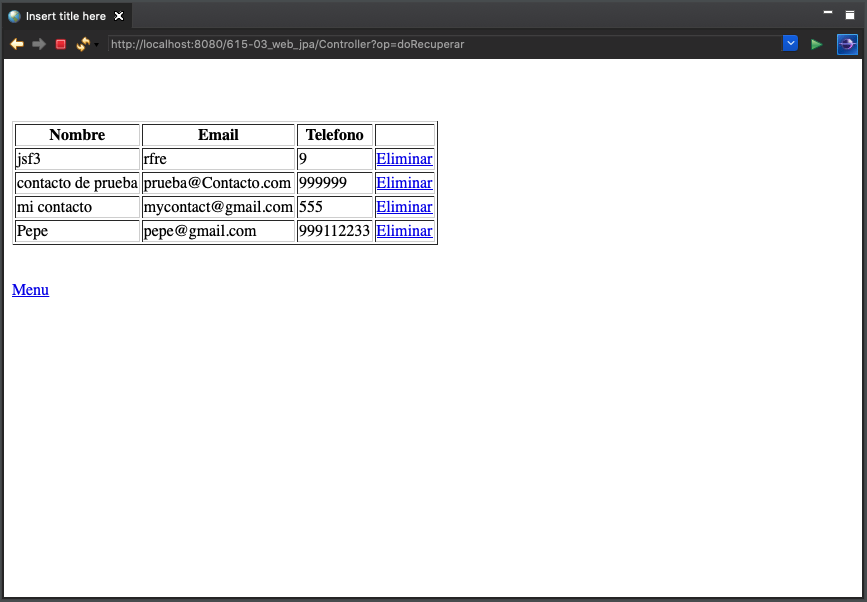 Insert title here
http://localhost:8080/615-03_web_jpa/Controller?op=doRecuperar
Nombre Email Telefono
jsf3 rfre 9 Eliminar
contacto de prueba prueba@Contacto.com 999999 Eliminar
mi contacto mycontact@gmail.com 555 Eliminar
Pepe pepe@gmail.com 999112233 Eliminar
Menu